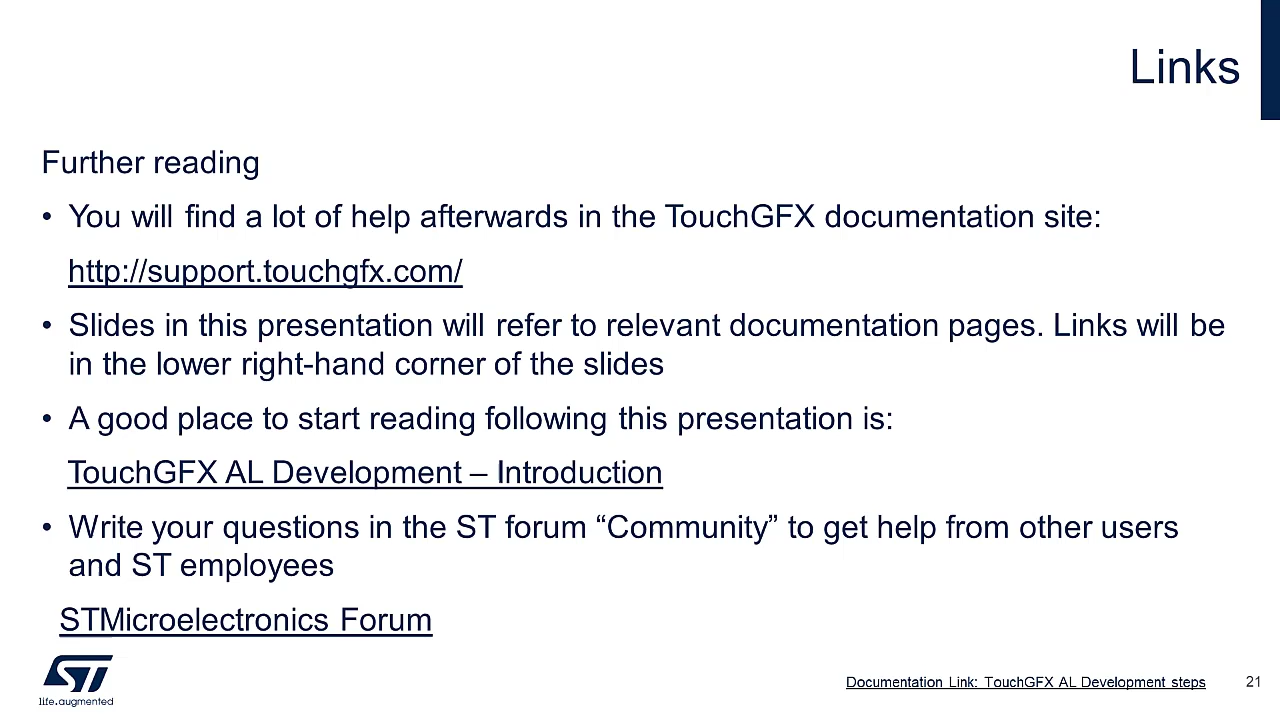 Links
Further reading
• You will find a lot of help afterwards in the TouchGFX documentation site:
http://support.touchgfx.com/
• Slides in this presentation will refer to relevant documentation pages. Links will be
in the lower right-hand corner of the slides
• A good place to start reading following this presentation is:
TouchGFX AL Development – Introduction
• Write your questions in the ST forum “Community” to get help from other users
and ST employees
STMicroelectronics Forum
ST
life.augmented
Documentation Link: TouchGFX AL Development steps
21